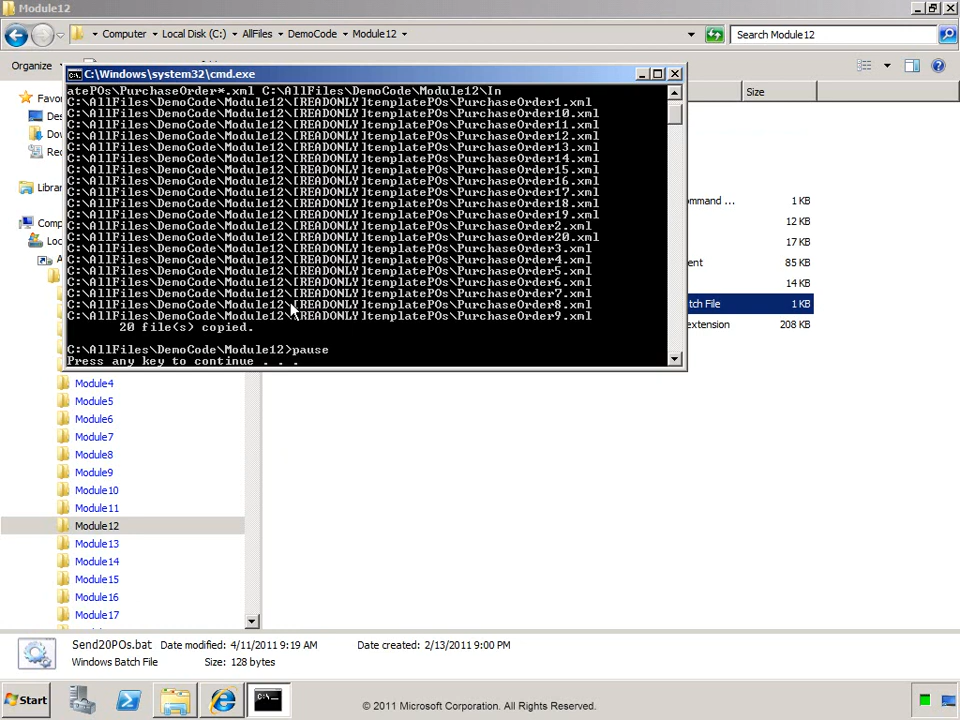 Module12
Computer
Local Disk (C:)
AllFiles
DemoCode
Module12
Search Module12
Organize
C:\Windows\system32\cmd.exe
Size
atePOs\PurchaseOrder*.xml C:\AllFiles\DemoCode\Module12\In
C:\AllFiles\DemoCode\Module12\[READONLY]templatePOs\PurchaseOrder1.xml
C:\AllFiles\DemoCode\Module12\[READONLY]templatePOs\PurchaseOrder10.xml
C:\AllFiles\DemoCode\Module12\[READONLY]templatePOs\PurchaseOrder11.xml
C:\AllFiles\DemoCode\Module12\[READONLY]templatePOs\PurchaseOrder12.xml
C:\AllFiles\DemoCode\Module12\[READONLY]templatePOs\PurchaseOrder13.xml
C:\AllFiles\DemoCode\Module12\[READONLY]templatePOs\PurchaseOrder14.xml
C:\AllFiles\DemoCode\Module12\[READONLY]templatePOs\PurchaseOrder15.xml
C:\AllFiles\DemoCode\Module12\[READONLY]templatePOs\PurchaseOrder16.xml
C:\AllFiles\DemoCode\Module12\[READONLY]templatePOs\PurchaseOrder17.xml
C:\AllFiles\DemoCode\Module12\[READONLY]templatePOs\PurchaseOrder18.xml
C:\AllFiles\DemoCode\Module12\[READONLY]templatePOs\PurchaseOrder19.xml
C:\AllFiles\DemoCode\Module12\[READONLY]templatePOs\PurchaseOrder2.xml
C:\AllFiles\DemoCode\Module12\[READONLY]templatePOs\PurchaseOrder20.xml
C:\AllFiles\DemoCode\Module12\[READONLY]templatePOs\PurchaseOrder3.xml
C:\AllFiles\DemoCode\Module12\[READONLY]templatePOs\PurchaseOrder4.xml
C:\AllFiles\DemoCode\Module12\[READONLY]templatePOs\PurchaseOrder5.xml
C:\AllFiles\DemoCode\Module12\[READONLY]templatePOs\PurchaseOrder6.xml
C:\AllFiles\DemoCode\Module12\[READONLY]templatePOs\PurchaseOrder7.xml
C:\AllFiles\DemoCode\Module12\[READONLY]templatePOs\PurchaseOrder8.xml
C:\AllFiles\DemoCode\Module12\[READONLY]templatePOs\PurchaseOrder9.xml
20 file(s) copied.
C:\AllFiles\DemoCode\Module12>pause
Press any key to continue . . .
Favo
Des
Dov
Rec
Librar
Comp
Loc
A
ommand ... 1 KB
12 KB
17 KB
ent 85 KB
14 KB
tch File 1 KB
extension 208 KB
Module4
Module5
Module6
Module7
Module8
Module9
Module10
Module11
Module12
Module13
Module14
Module15
Module16
Module17
Send20POs.bat Date modified: 4/11/2011 9:19 AM Date created: 2/13/2011 9:00 PM
Windows Batch File Size: 128 bytes
Start
© 2011 Microsoft Corporation. All Rights Reserved.